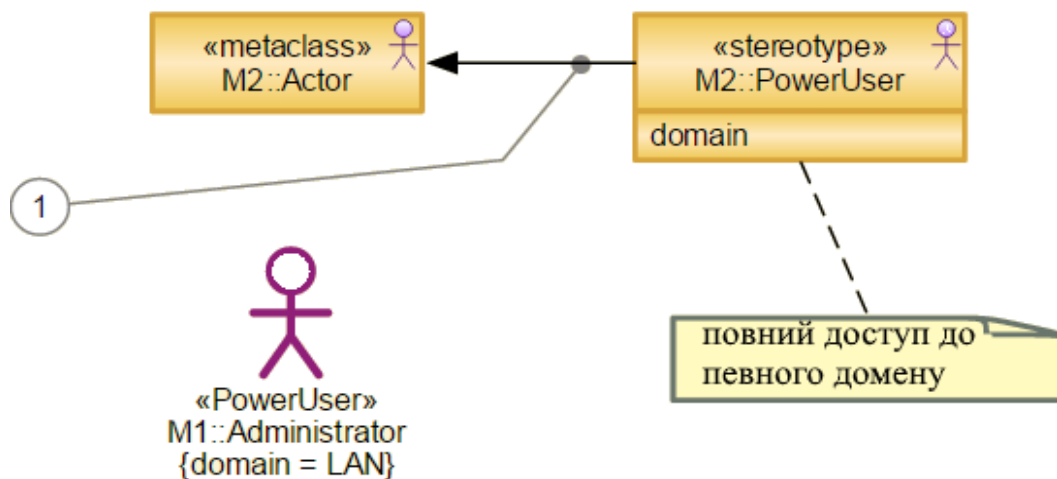 «metaclass»
M2::Actor
«stereotype»
M2::PowerUser
domain
1
повний доступ до
певного домену
«PowerUser»
M1::Administrator
{domain = LAN}